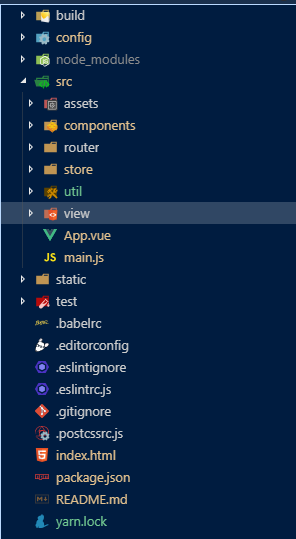 build
config
node_modules
src
assets
components
router
store
util
view
App.vue
JS main.js
static
test
.babelrc
.editorconfig
.eslintignore
.eslintrc.js
.gitignore
.postcssrc.js
index.html
package.json
README.md
yarn.lock